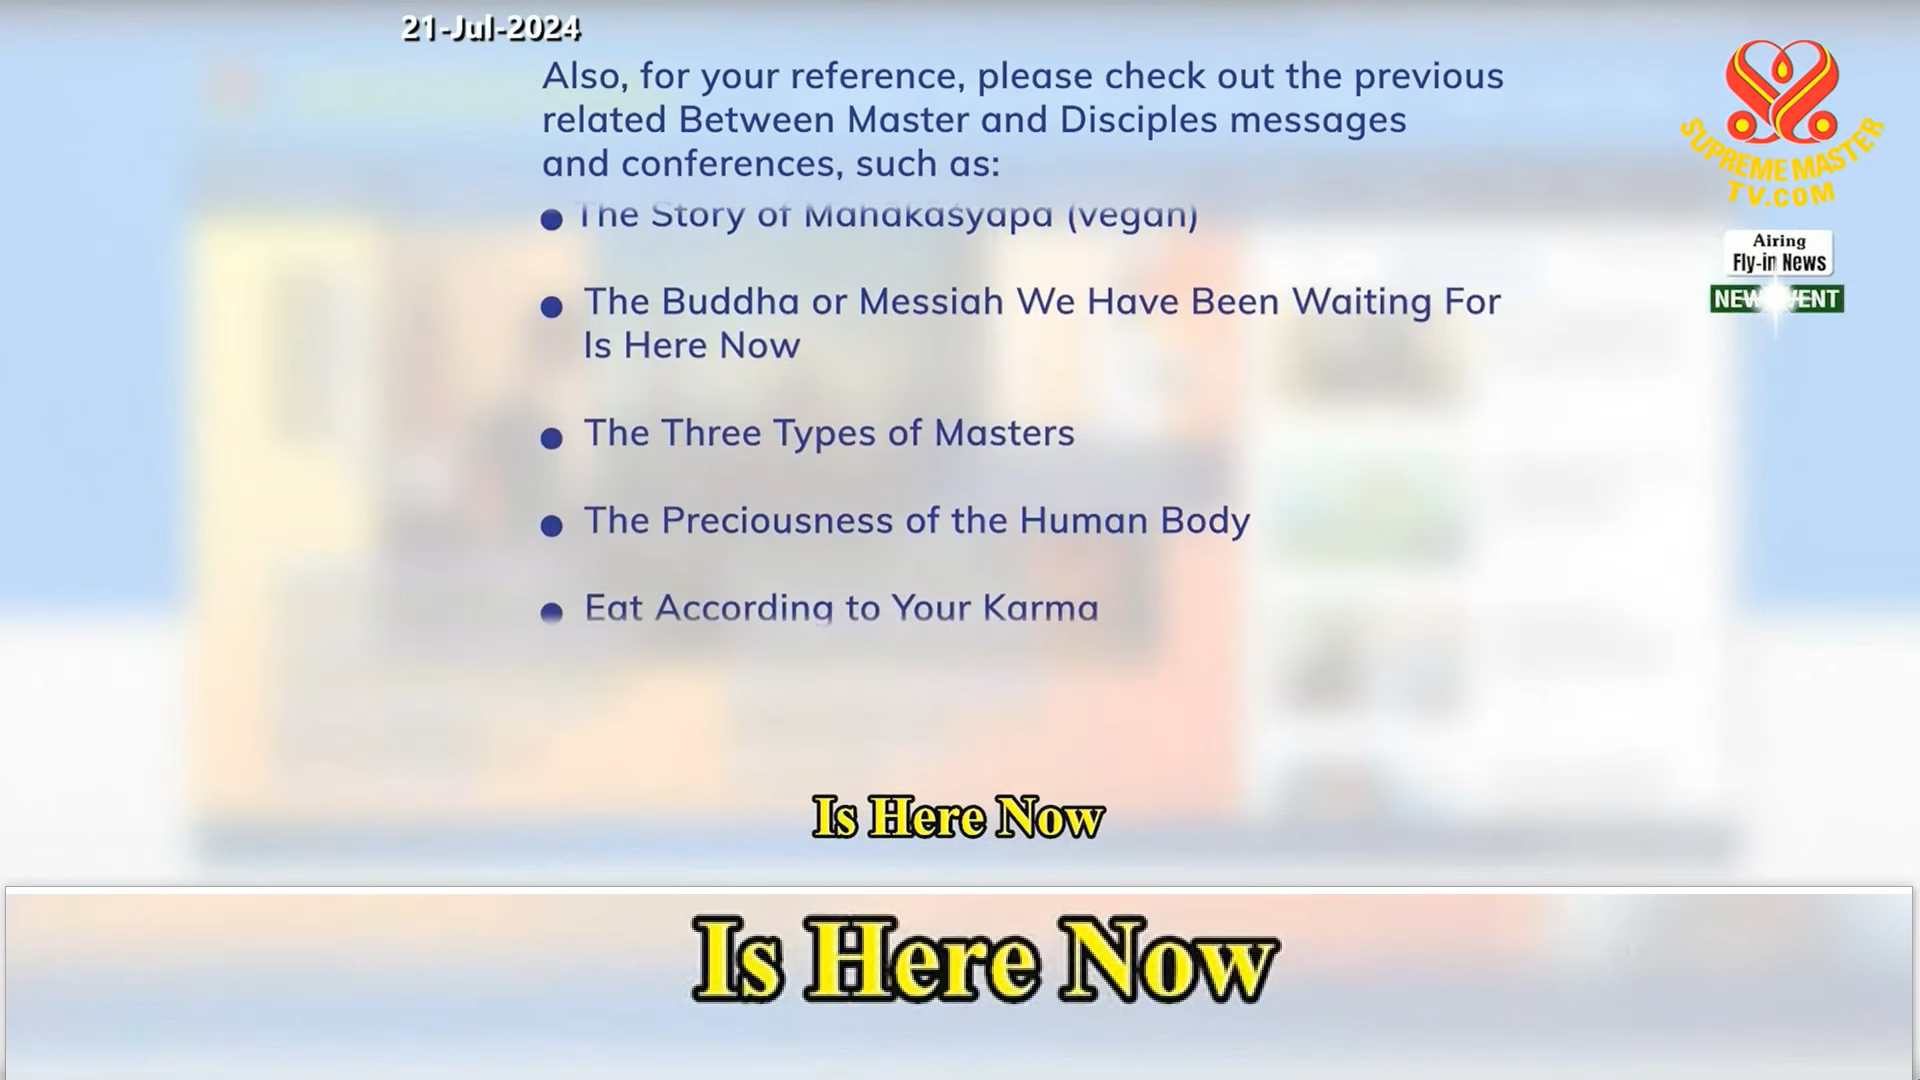 21-Jul-2024
Also, for your reference, please check out the previous
related Between Master and Disciples messages
and conferences, such as:
● The Story of Mahākāśyapa (vegan)
● The Buddha or Messiah We Have Been Waiting For
Is Here Now
● The Three Types of Masters
● The Preciousness of the Human Body
● Eat According to Your Karma
SUPREME MASTER
TV.COM
Airing
Fly-in News
Is Here Now
Is Here Now